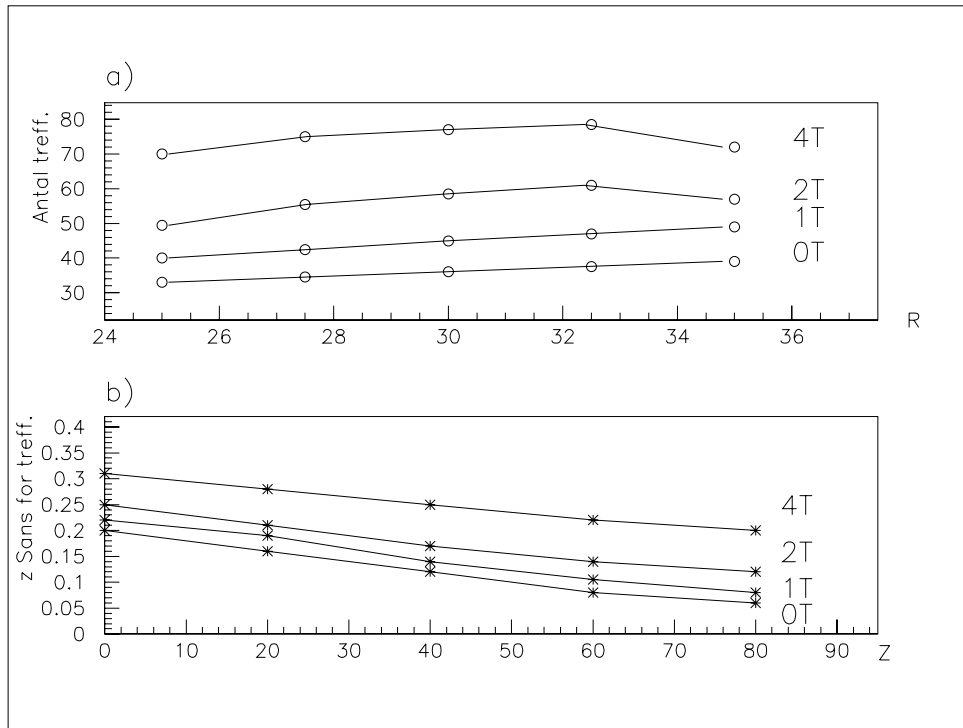 a)
Antal treff.
80
70
60
50
40
30
4T
2T
1T
0T
24 26 28 30 32 34 36
R
b)
z Sans for treff.
0.4
0.35
0.3
0.25
0.2
0.15
0.1
0.05
0
4T
2T
1T
0T
0 10 20 30 40 50 60 70 80 90 Z